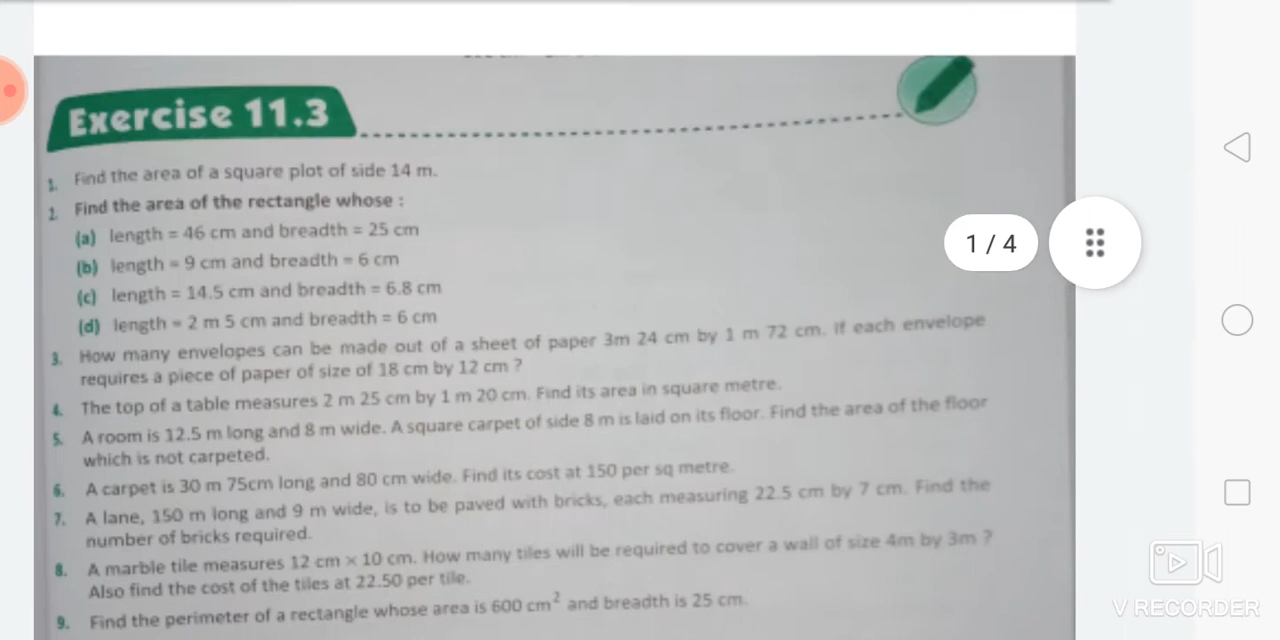 Exercise 11.3
1. Find the area of a square plot of side 14 m.
2. Find the area of the rectangle whose :
(a) length = 46 cm and breadth = 25 cm
(b) length = 9 cm and breadth = 6 cm
(c) length = 14.5 cm and breadth = 6.8 cm
(d) length = 2 m 5 cm and breadth = 6 cm
3. How many envelopes can be made out of a sheet of paper 3m 24 cm by 1 m 72 cm. If each envelope
requires a piece of paper of size of 18 cm by 12 cm ?
4. The top of a table measures 2 m 25 cm by 1 m 20 cm. Find its area in square metre.
5. A room is 12.5 m long and 8 m wide. A square carpet of side 8 m is laid on its floor. Find the area of the floor
which is not carpeted.
6. A carpet is 30 m 75cm long and 80 cm wide. Find its cost at 150 per sq metre.
7. A lane, 150 m long and 9 m wide, is to be paved with bricks, each measuring 22.5 cm by 7 cm. Find the
number of bricks required.
8. A marble tile measures 12 cm × 10 cm. How many tiles will be required to cover a wall of size 4m by 3m ?
Also find the cost of the tiles at 22.50 per tile.
9. Find the perimeter of a rectangle whose area is 600 cm² and breadth is 25 cm.
1 / 4
V RECORDER